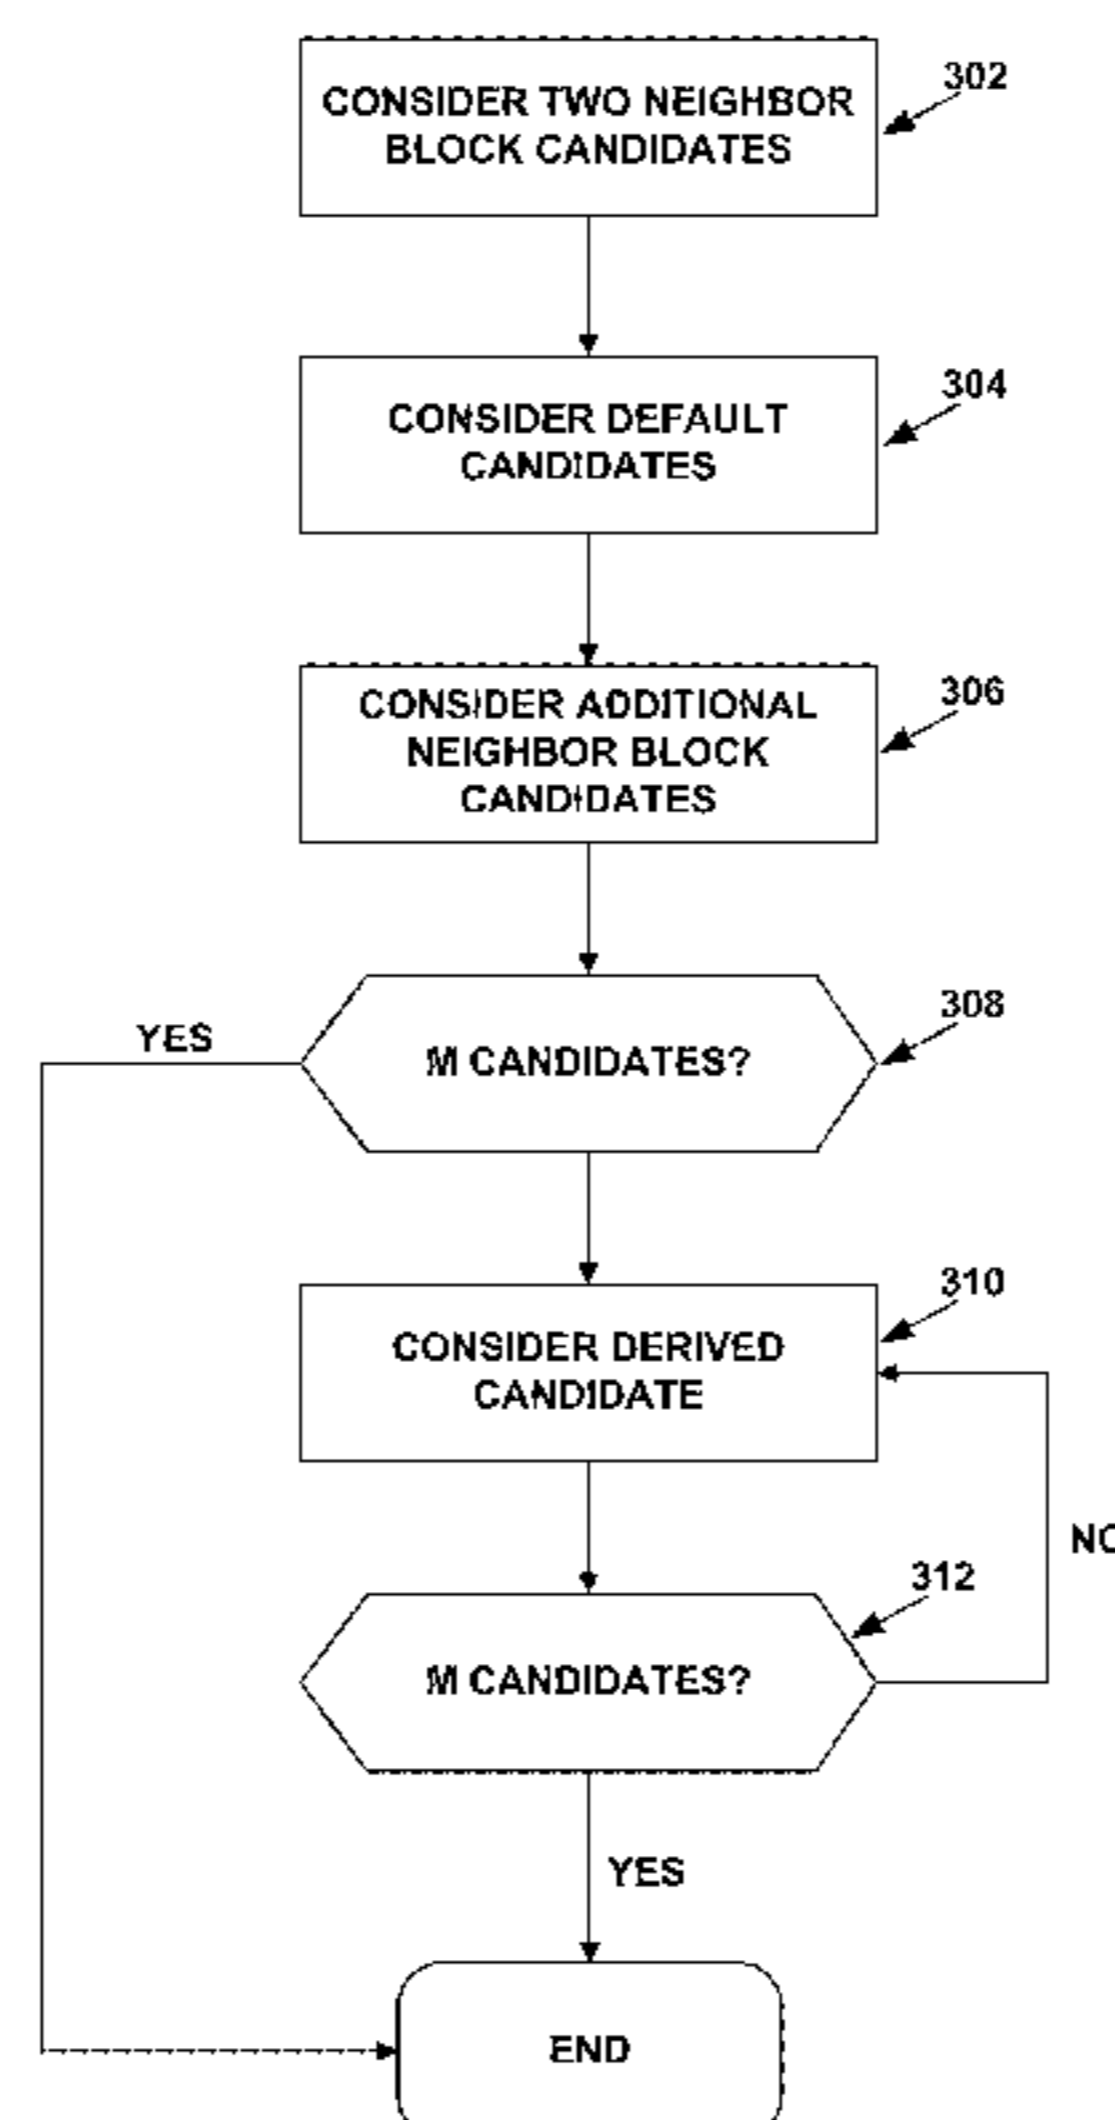 302
CONSIDER TWO NEIGHBOR
BLOCK CANDIDATES
304
CONSIDER DEFAULT
CANDIDATES
306
CONSIDER ADDITIONAL
NEIGHBOR BLOCK
CANDIDATES
308
YES
M CANDIDATES?
310
CONSIDER DERIVED
CANDIDATE
NO
312
M CANDIDATES?
YES
END